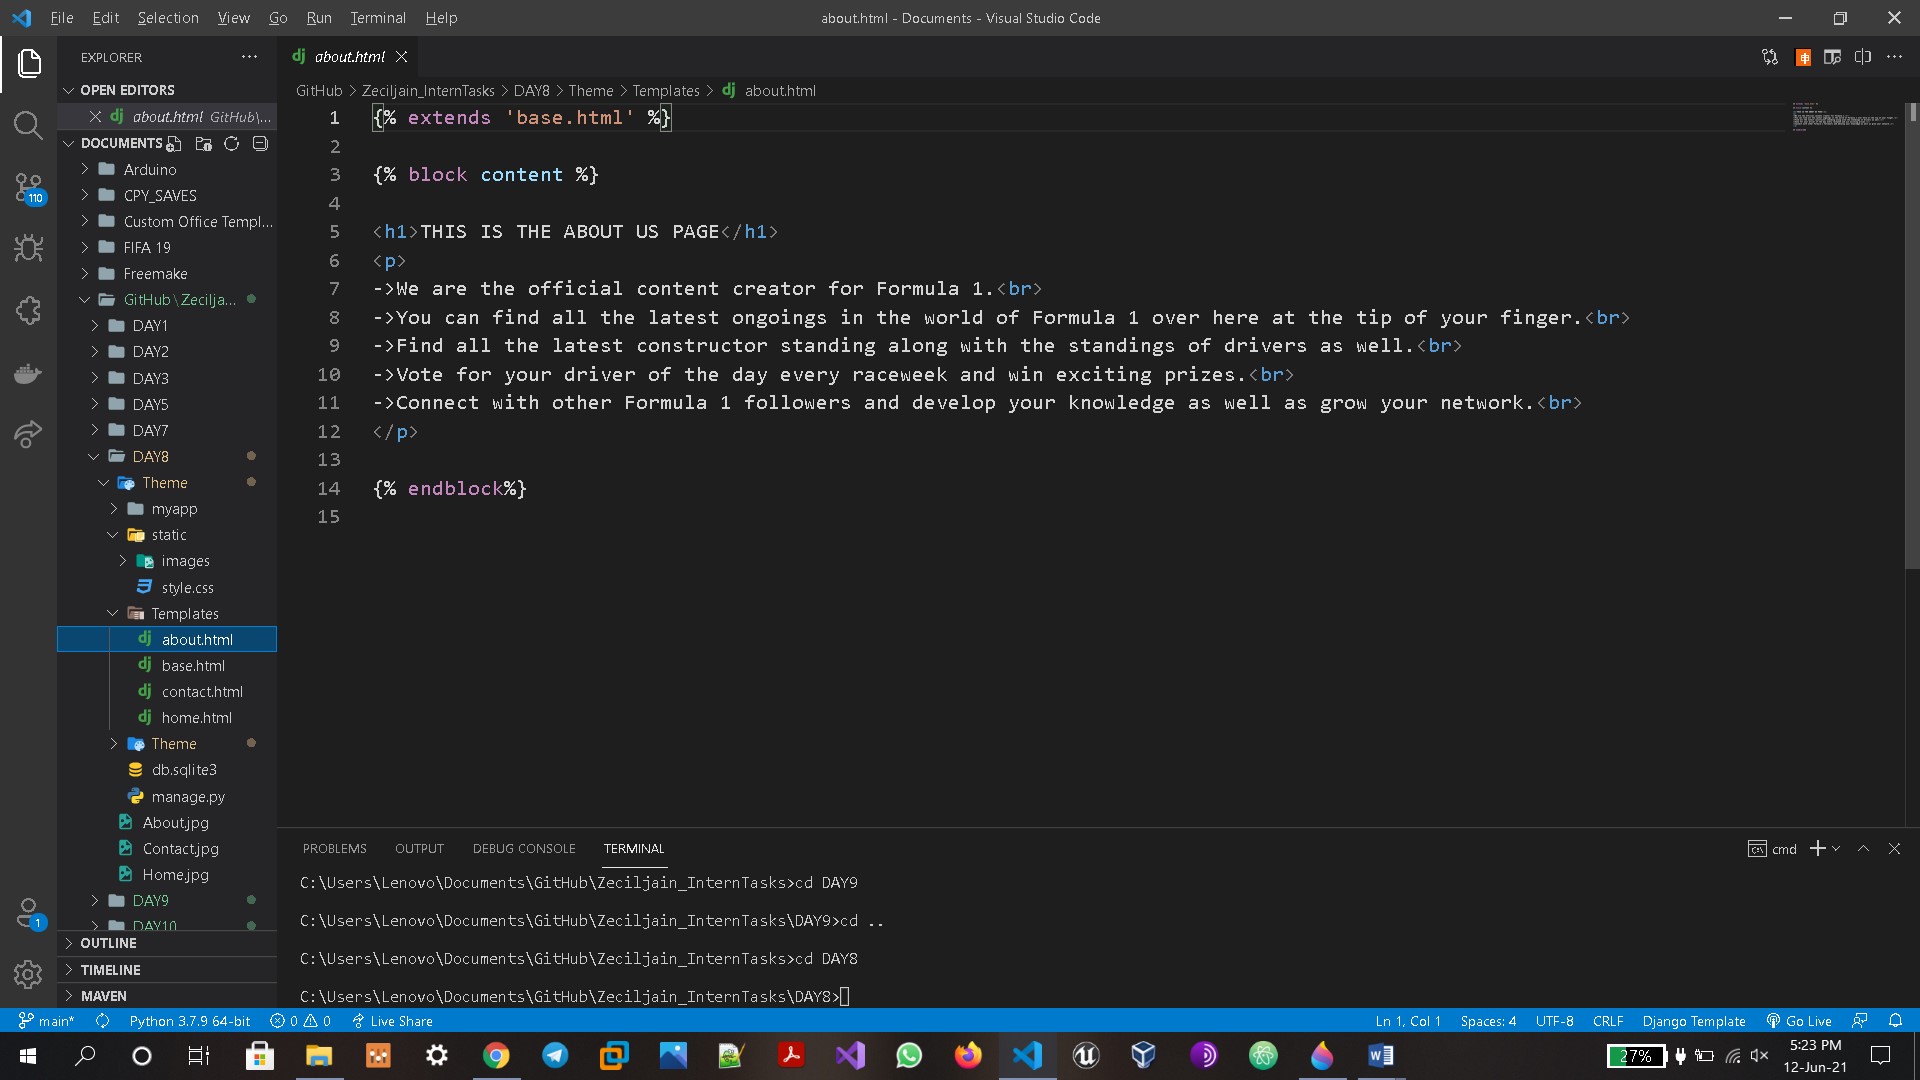 File Edit Selection View Go Run Terminal Help
about.html - Documents - Visual Studio Code
EXPLORER
OPEN EDITORS
about.html GitHub\...
DOCUMENTS
Arduino
CPY_SAVES
Custom Office Templ...
FIFA 19
Freemake
GitHub\Zecilja...
DAY1
DAY2
DAY3
DAY5
DAY7
DAY8
Theme
myapp
static
images
style.css
Templates
about.html
base.html
contact.html
home.html
Theme
db.sqlite3
manage.py
About.jpg
Contact.jpg
Home.jpg
DAY9
DAY10
OUTLINE
TIMELINE
MAVEN
110
1
about.html
GitHub > Zeciljain_InternTasks > DAY8 > Theme > Templates > about.html
1 {% extends 'base.html' %}
2
3 {% block content %}
4
5 <h1>THIS IS THE ABOUT US PAGE</h1>
6 <p>
7 ->We are the official content creator for Formula 1.<br>
8 ->You can find all the latest ongoings in the world of Formula 1 over here at the tip of your finger.<br>
9 ->Find all the latest constructor standing along with the standings of drivers as well.<br>
10 ->Vote for your driver of the day every raceweek and win exciting prizes.<br>
11 ->Connect with other Formula 1 followers and develop your knowledge as well as grow your network.<br>
12 </p>
13
14 {% endblock%}
15
PROBLEMS OUTPUT DEBUG CONSOLE TERMINAL
cmd
C:\Users\Lenovo\Documents\GitHub\Zeciljain_InternTasks>cd DAY9
C:\Users\Lenovo\Documents\GitHub\Zeciljain_InternTasks\DAY9>cd ..
C:\Users\Lenovo\Documents\GitHub\Zeciljain_InternTasks>cd DAY8
C:\Users\Lenovo\Documents\GitHub\Zeciljain_InternTasks\DAY8>
main* Python 3.7.9 64-bit 0 0 Live Share
Ln 1, Col 1 Spaces: 4 UTF-8 CRLF Django Template Go Live
27%
5:23 PM
12-Jun-21